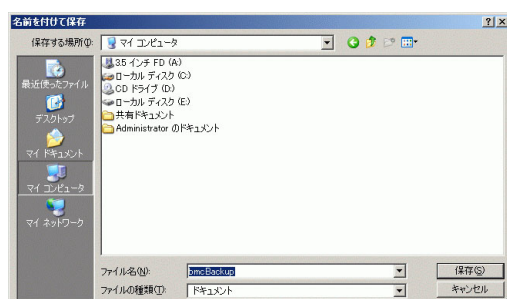 名前を付けて保存
保存する場所(I):
マイ コンピュータ
3.5 インチ FD (A:)
ローカル ディスク (C:)
CD ドライブ (D:)
ローカル ディスク (E:)
共有ドキュメント
Administrator のドキュメント
最近使ったファイル
デスクトップ
マイ ドキュメント
マイ コンピュータ
マイ ネットワーク
ファイル名(N):
bmcBackup
保存(S)
ファイルの種類(T):
ドキュメント
キャンセル